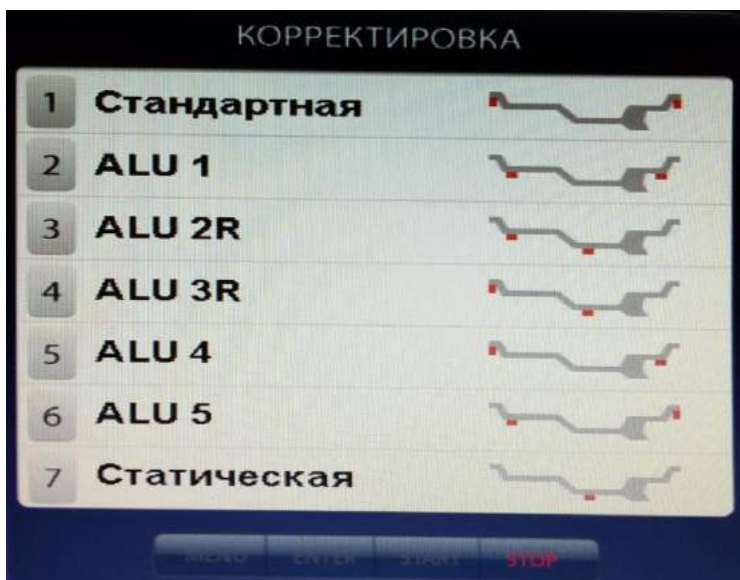 КОРРЕКТИРОВКА
1 Стандартная
2 ALU 1
3 ALU 2R
4 ALU 3R
5 ALU 4
6 ALU 5
7 Статическая
MENU ENTER START STOP